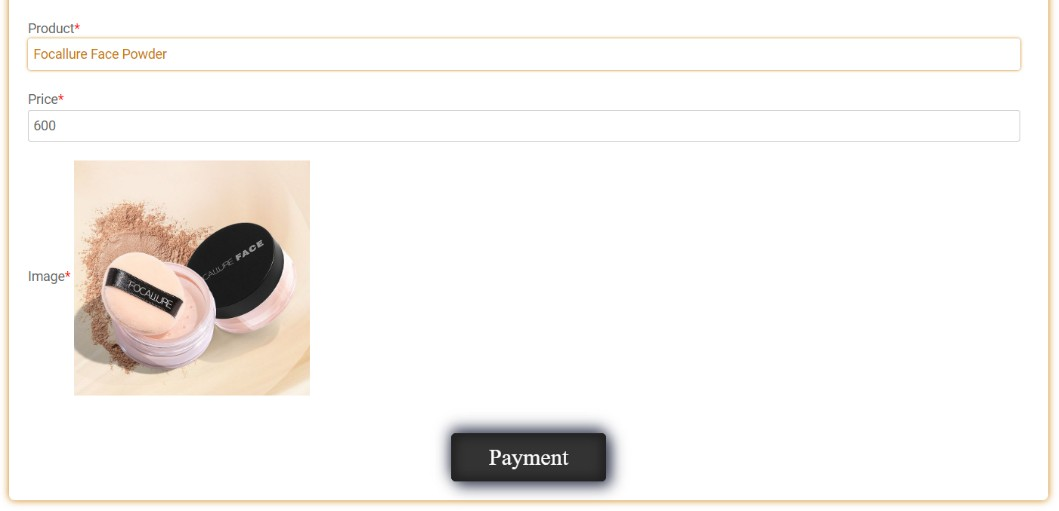 Product*
Focallure Face Powder
Price*
600
FOCALLURE FACE
FOCALLURE
Image*
Payment